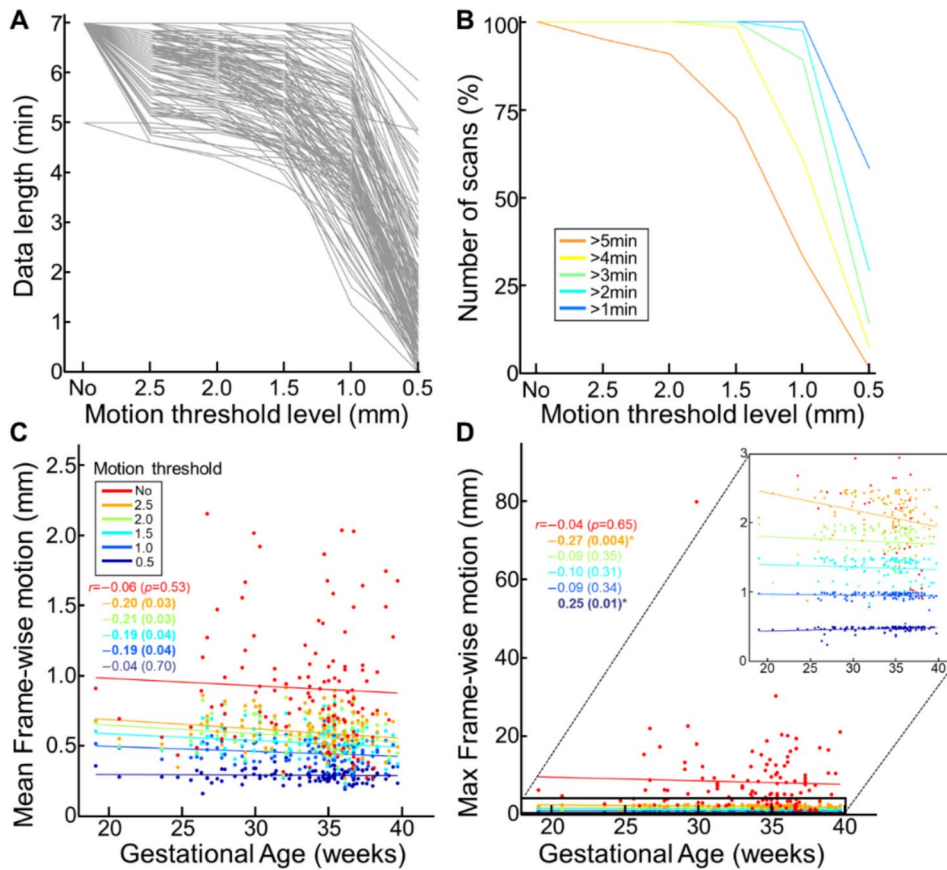 A
7
6
5
4
3
2
1
0
Data length (min)
No 2.5 2.0 1.5 1.0 0.5
Motion threshold level (mm)
B
100
75
50
25
0
Number of scans (%)
>5min
>4min
>3min
>2min
>1min
No 2.5 2.0 1.5 1.0 0.5
Motion threshold level (mm)
C
2.5
2.0
1.5
1.0
0.5
0
Mean Frame-wise motion (mm)
Motion threshold
No
2.5
2.0
1.5
1.0
0.5
r=−0.06 (p=0.53)
−0.20 (0.03)
−0.21 (0.03)
−0.19 (0.04)
−0.19 (0.04)
−0.04 (0.70)
20 25 30 35 40
Gestational Age (weeks)
D
80
60
40
20
0
Max Frame-wise motion (mm)
r=−0.04 (p=0.65)
−0.27 (0.004)*
−0.09 (0.35)
−0.10 (0.31)
−0.09 (0.34)
0.25 (0.01)*
3
2
1
0
20 25 30 35 40
20 25 30 35 40
Gestational Age (weeks)